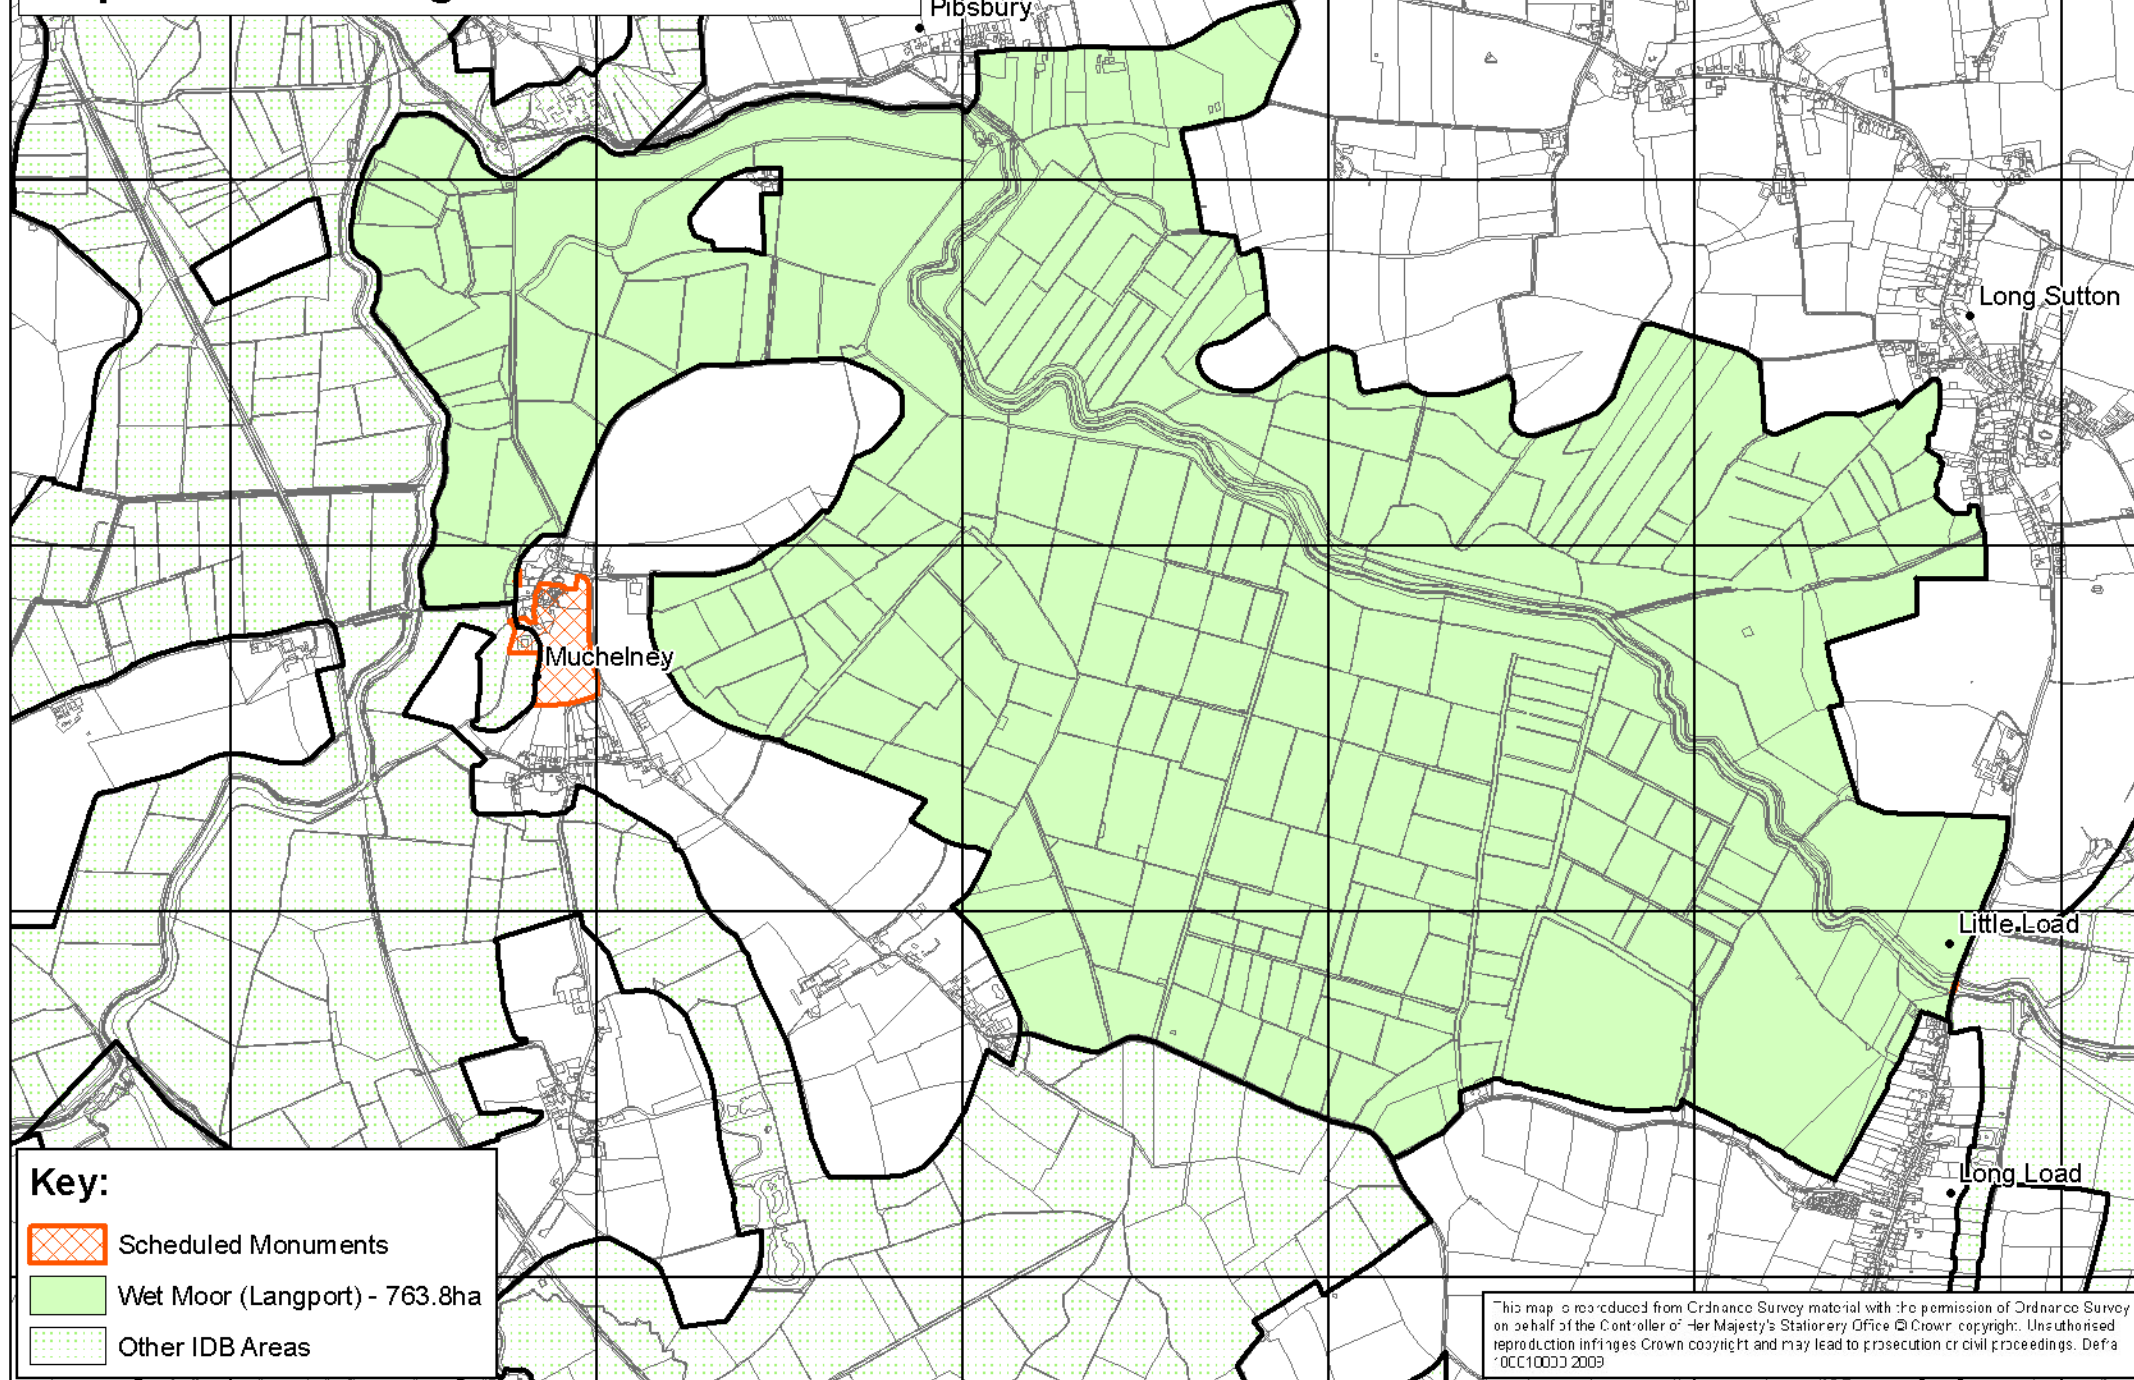 Pibsbury
Long Sutton
Muchelney
Little Load
Long Load
Key:
Scheduled Monuments
Wet Moor (Langport) - 763.8ha
Other IDB Areas
This map is reproduced from Ordnance Survey material with the permission of Ordnance Survey
on behalf of the Controller of Her Majesty's Stationery Office © Crown copyright. Unauthorised
reproduction infringes Crown copyright and may lead to prosecution or civil proceedings. Defra
2009